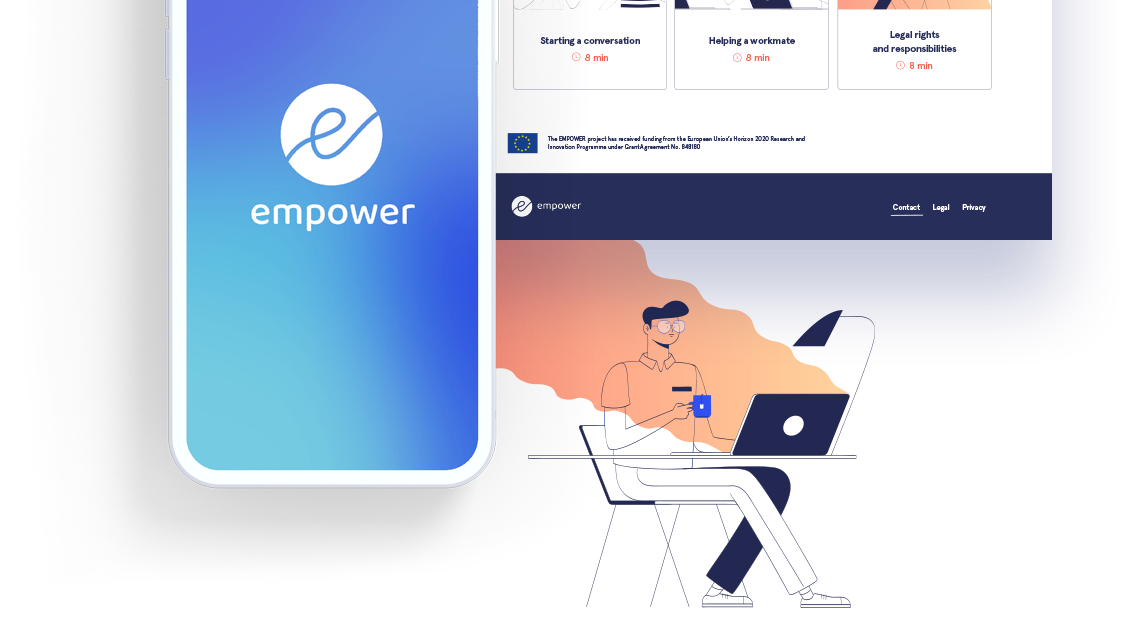 Starting a conversation
8 min
Helping a workmate
8 min
Legal rights
and responsibilities
8 min
The EMPOWER project has received funding from the European Union's Horizon 2020 Research and
Innovation Programme under Grant Agreement No. 848180
empower
Contact
Legal
Privacy
empower